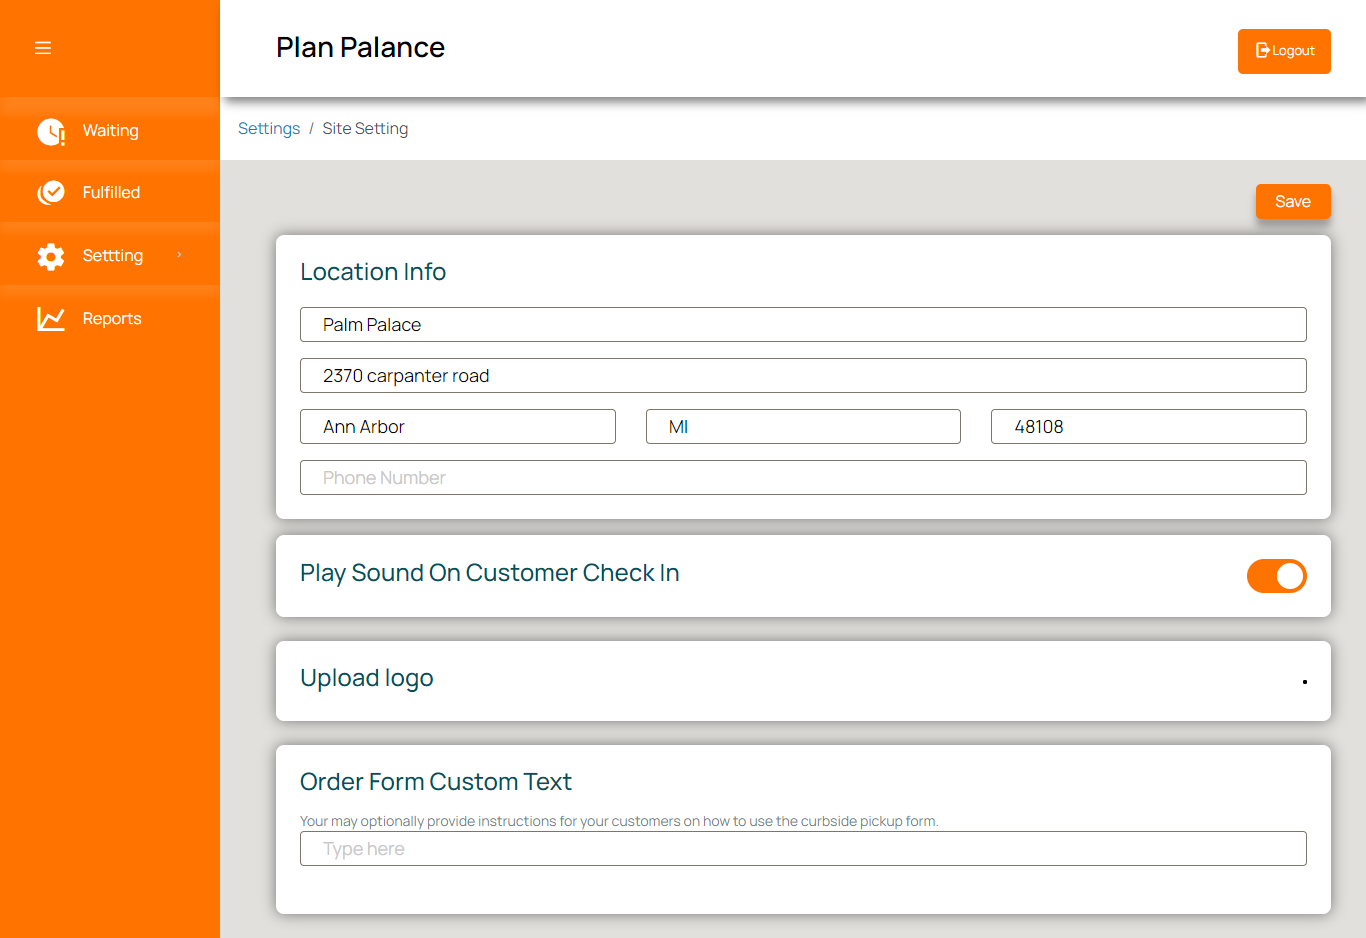 Plan Palance
Logout
Settings / Site Setting
Waiting
Fulfilled
Settting
Reports
Save
Location Info
Palm Palace
2370 carpanter road
Ann Arbor
MI
48108
Phone Number
Play Sound On Customer Check In
Upload logo
Order Form Custom Text
Your may optionally provide instructions for your customers on how to use the curbside pickup form.
Type here